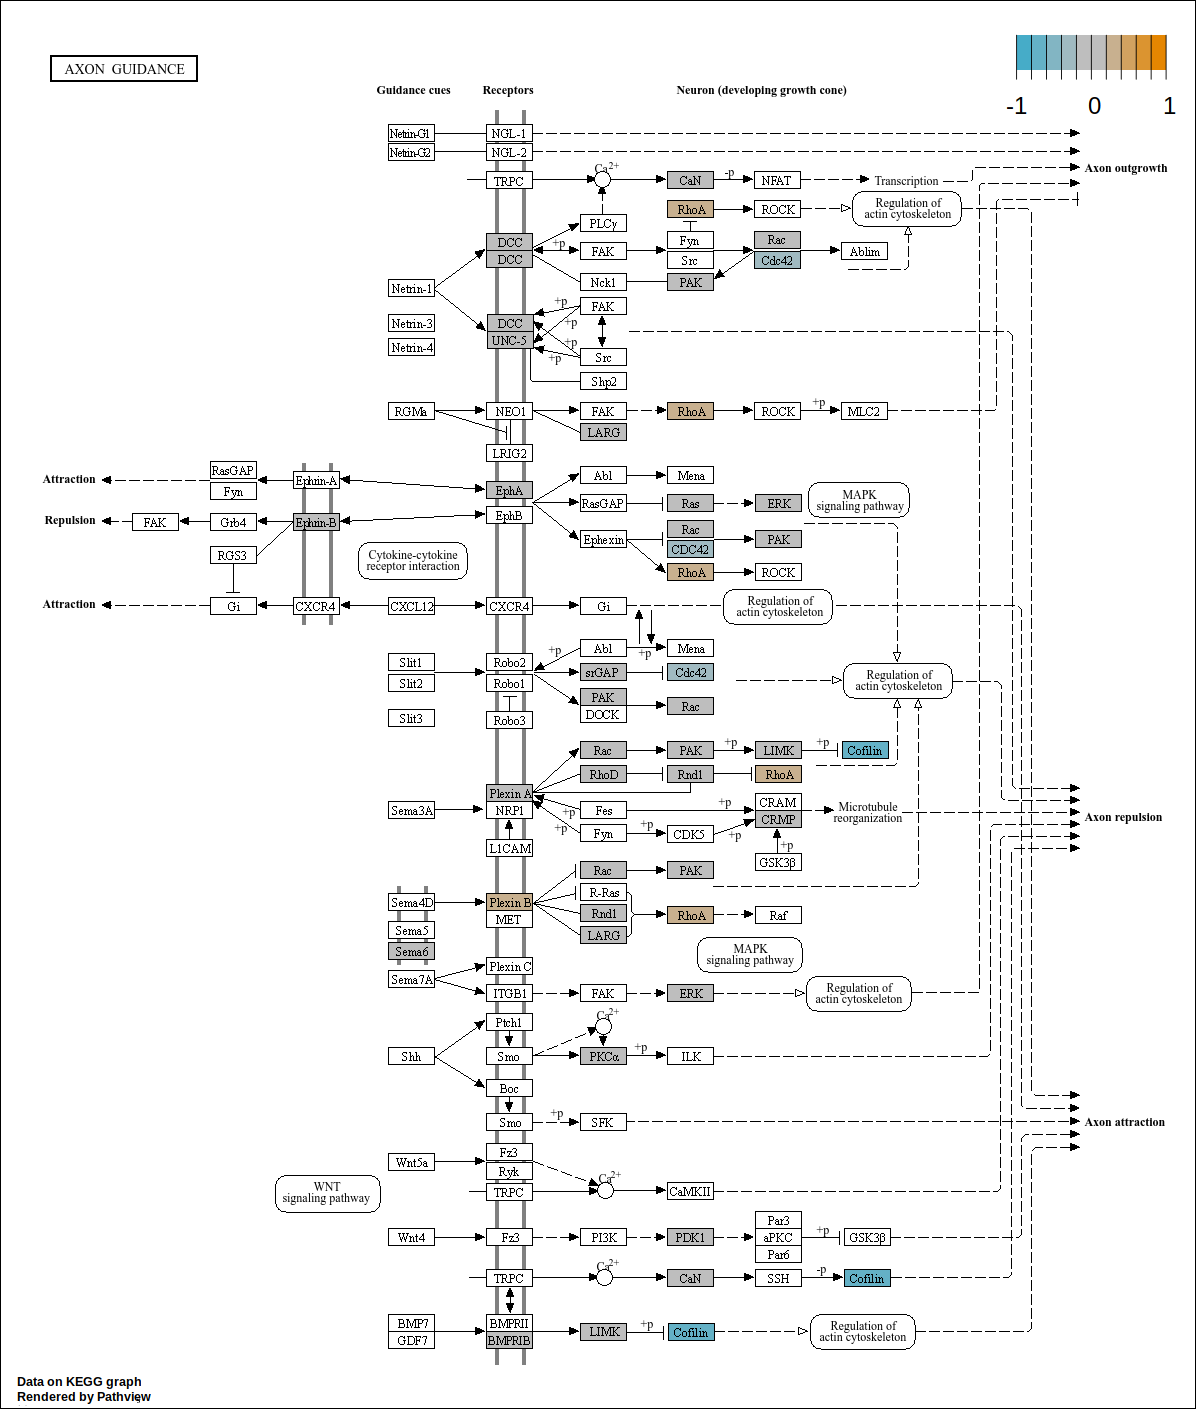 AXON GUIDANCE
-1 0 1
Guidance cues Receptors Neuron (developing growth cone)
Netrin-G1 NGL-1
Netrin-G2 NGL-2
Axon outgrowth
TRPC Ca2+ CaN -p NFAT Transcription
RhoA ROCK Regulation of
actin cytoskeleton
PLCγ
DCC +p FAK Fyn Rac Ablim
DCC Src Cdc42
Netrin-1 Nck1 PAK
+p FAK
Netrin-3 DCC +p
Netrin-4 UNC-5 +p
+p Src
Shp2
RGMa NEO1 FAK RhoA ROCK +p MLC2
LARG
LRIG2
Attraction RasGAP Ephrin-A Abl Mena
Fyn EphA RasGAP Ras ERK MAPK
signaling pathway
Repulsion FAK Grb4 Ephrin-B EphB
Rac
Ephexin CDC42 PAK
RGS3 Cytokine-cytokine
receptor interaction
RhoA ROCK
Attraction Gi CXCR4 CXCL12 CXCR4 Gi Regulation of
actin cytoskeleton
+p Abl +p Mena
Slit1 Robo2 srGAP Cdc42
Slit2 Robo1 Regulation of
actin cytoskeleton
PAK
DOCK Rac
Slit3 Robo3
Rac PAK +p LIMK +p Cofilin
RhoD Rnd1 RhoA
Plexin A
Sema3A NRP1 +p Fes +p CRAM Microtubule
reorganization
CRMP
Axon repulsion
+p Fyn +p CDK5 +p
L1CAM +p
GSK3β
Rac PAK
Sema4D Plexin B R-Ras
MET Rnd1 RhoA Raf
Sema5 LARG
Sema6 MAPK
signaling pathway
Sema7A Plexin C
ITGB1 FAK ERK Regulation of
actin cytoskeleton
Ptch1 Ca2+
Shh Smo PKCα +p ILK
Boc
Smo +p SFK Axon attraction
Wnt5a Fz3
Ryk Ca2+
WNT
signaling pathway
TRPC CaMKII
Par3
Wnt4 Fz3 PI3K PDK1 aPKC +p GSK3β
Par6
TRPC Ca2+ CaN SSH -p Cofilin
BMP7 BMPRII
GDF7 BMPRIB LIMK +p Cofilin Regulation of
actin cytoskeleton
Data on KEGG graph
Rendered by Pathview